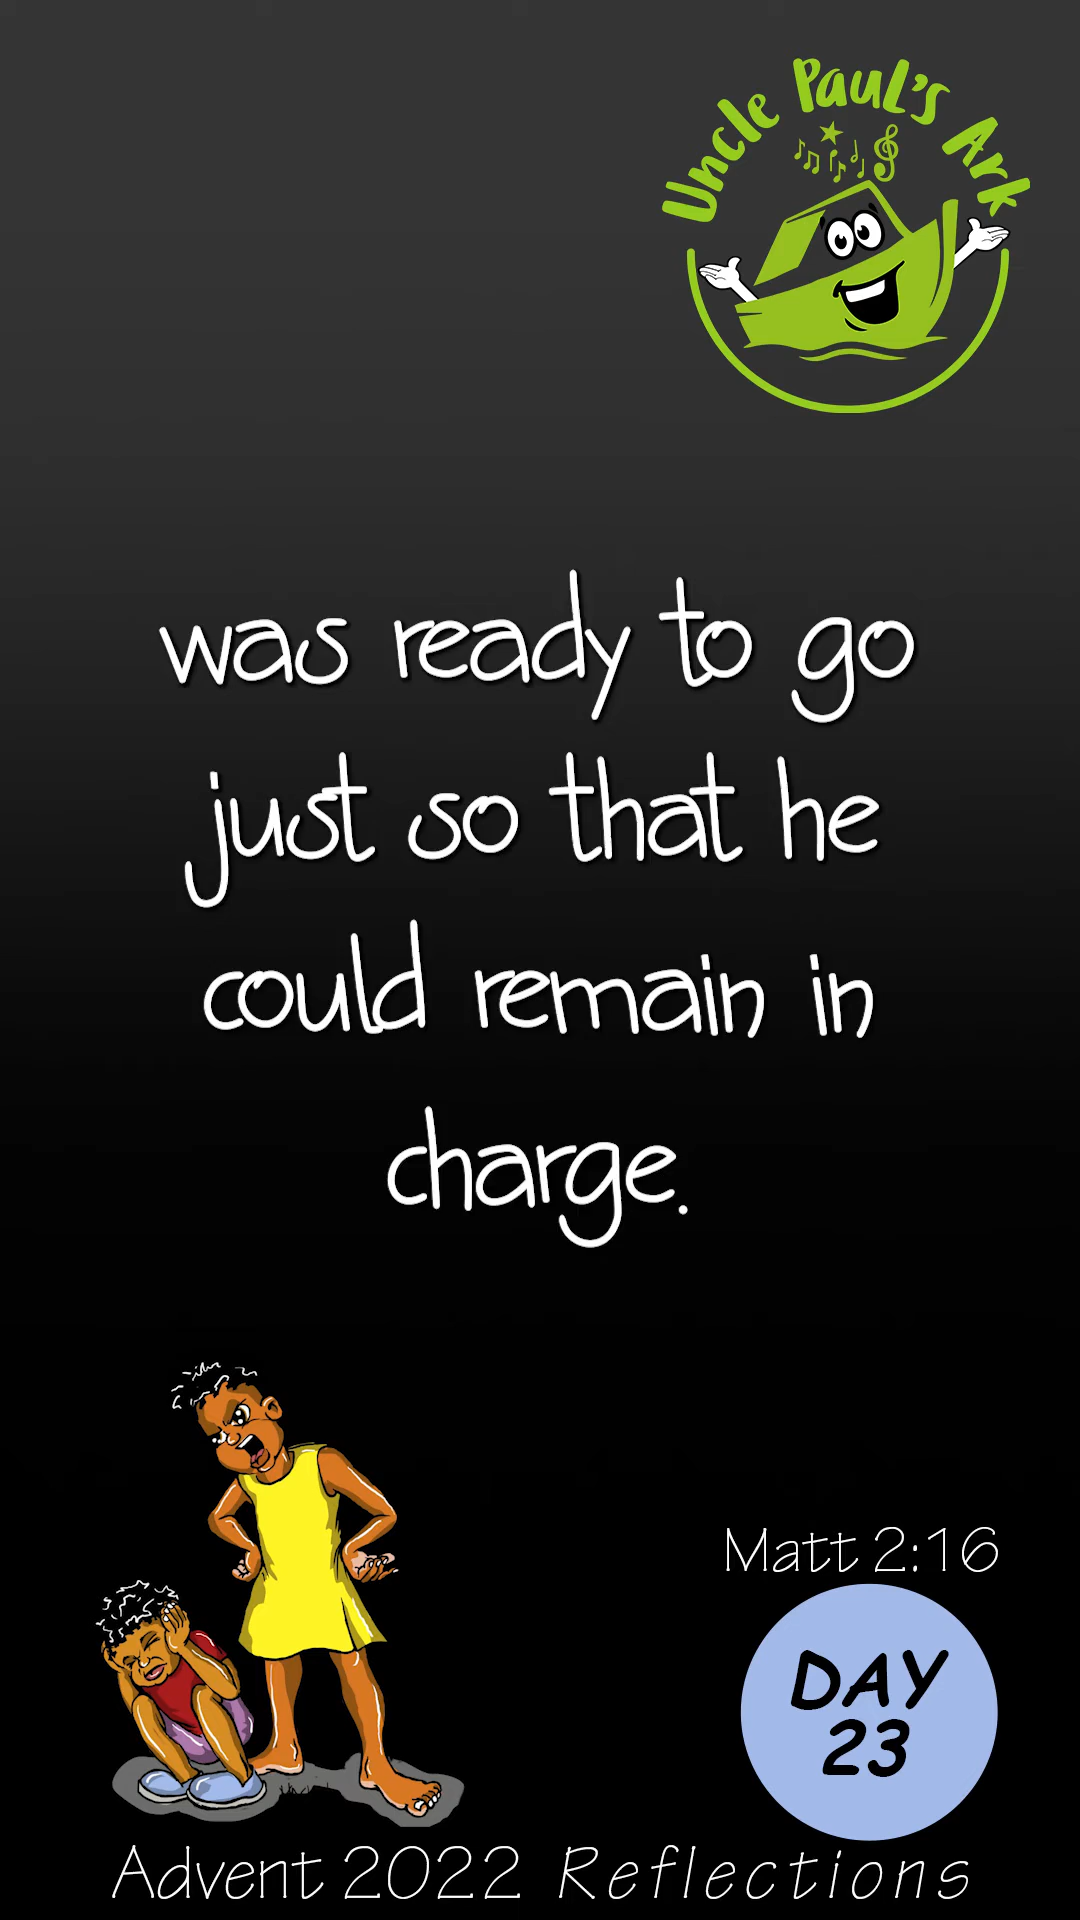 Uncle Paul's Ark
was ready to go
just so that he
could remain in
charge.
Matt 2:16
DAY
23
Advent 2022 Reflections